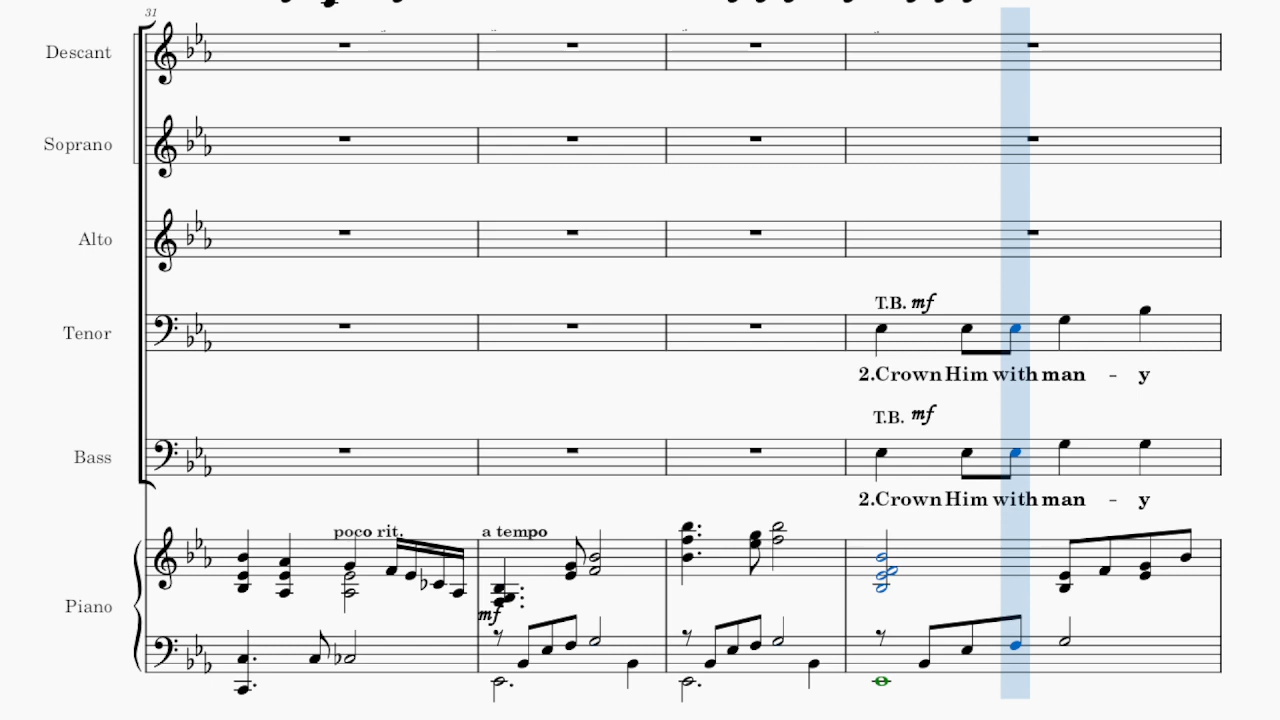 31
Descant
Soprano
Alto
T.B. mf
Tenor
2.Crown Him with man - y
T.B. mf
Bass
2.Crown Him with man - y
poco rit. a tempo
Piano
mf